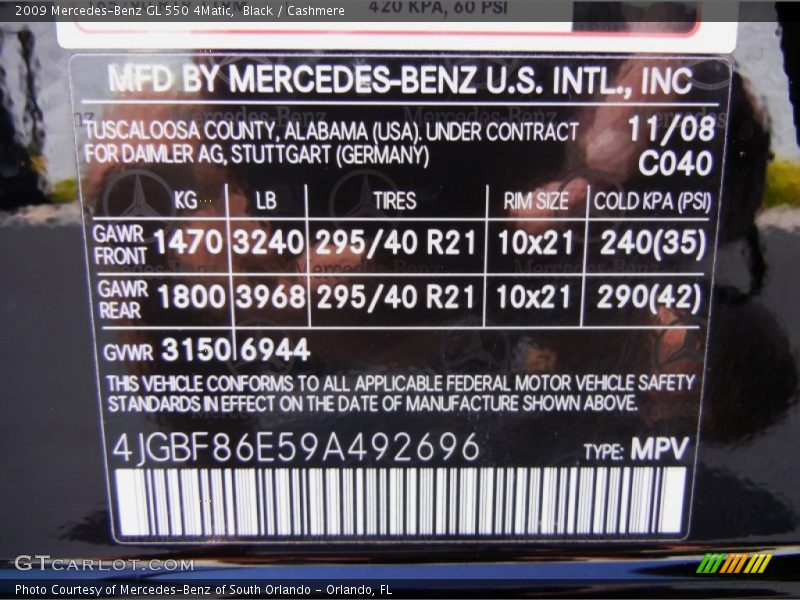 2009 Mercedes-Benz GL 550 4Matic, Black / Cashmere
420 KPA, 60 PSI
MFD BY MERCEDES-BENZ U.S. INTL., INC
TUSCALOOSA COUNTY, ALABAMA (USA). UNDER CONTRACT 11/08
FOR DAIMLER AG, STUTTGART (GERMANY) C040
KG LB TIRES RIM SIZE COLD KPA (PSI)
GAWR FRONT 1470 3240 295/40 R21 10x21 240(35)
GAWR REAR 1800 3968 295/40 R21 10x21 290(42)
GVWR 3150 6944
THIS VEHICLE CONFORMS TO ALL APPLICABLE FEDERAL MOTOR VEHICLE SAFETY
STANDARDS IN EFFECT ON THE DATE OF MANUFACTURE SHOWN ABOVE.
4JGBF86E59A492696 TYPE: MPV
GTCARLOT.COM
Photo Courtesy of Mercedes-Benz of South Orlando - Orlando, FL